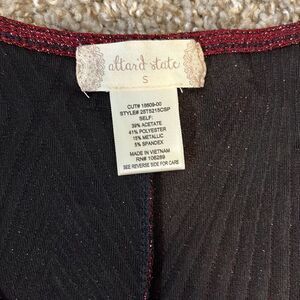 altar'd state
S
CUT# 18609-00
STYLE# 25T5215CSP
SELF:
39% ACETATE
41% POLYESTER
15% METALLIC
5% SPANDEX
MADE IN VIETNAM
RN# 106289
SEE REVERSE SIDE FOR CARE